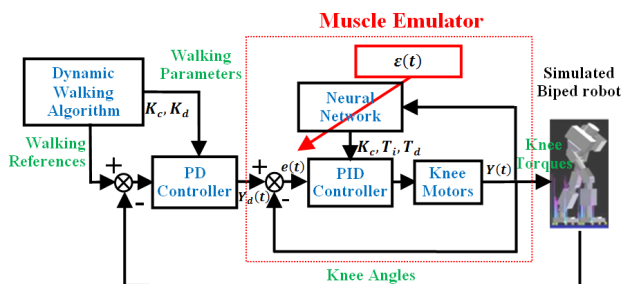 Muscle Emulator
Walking
Parameters
ε(t)
Dynamic
Walking
Algorithm
Simulated
Biped robot
Neural
Network
K_c, K_d
Walking
References
K_c, T_i, T_d
Knee
Torques
+
-
PD
Controller
Y_d(t)
+
-
e(t)
PID
Controller
Knee
Motors
Y(t)
Knee Angles